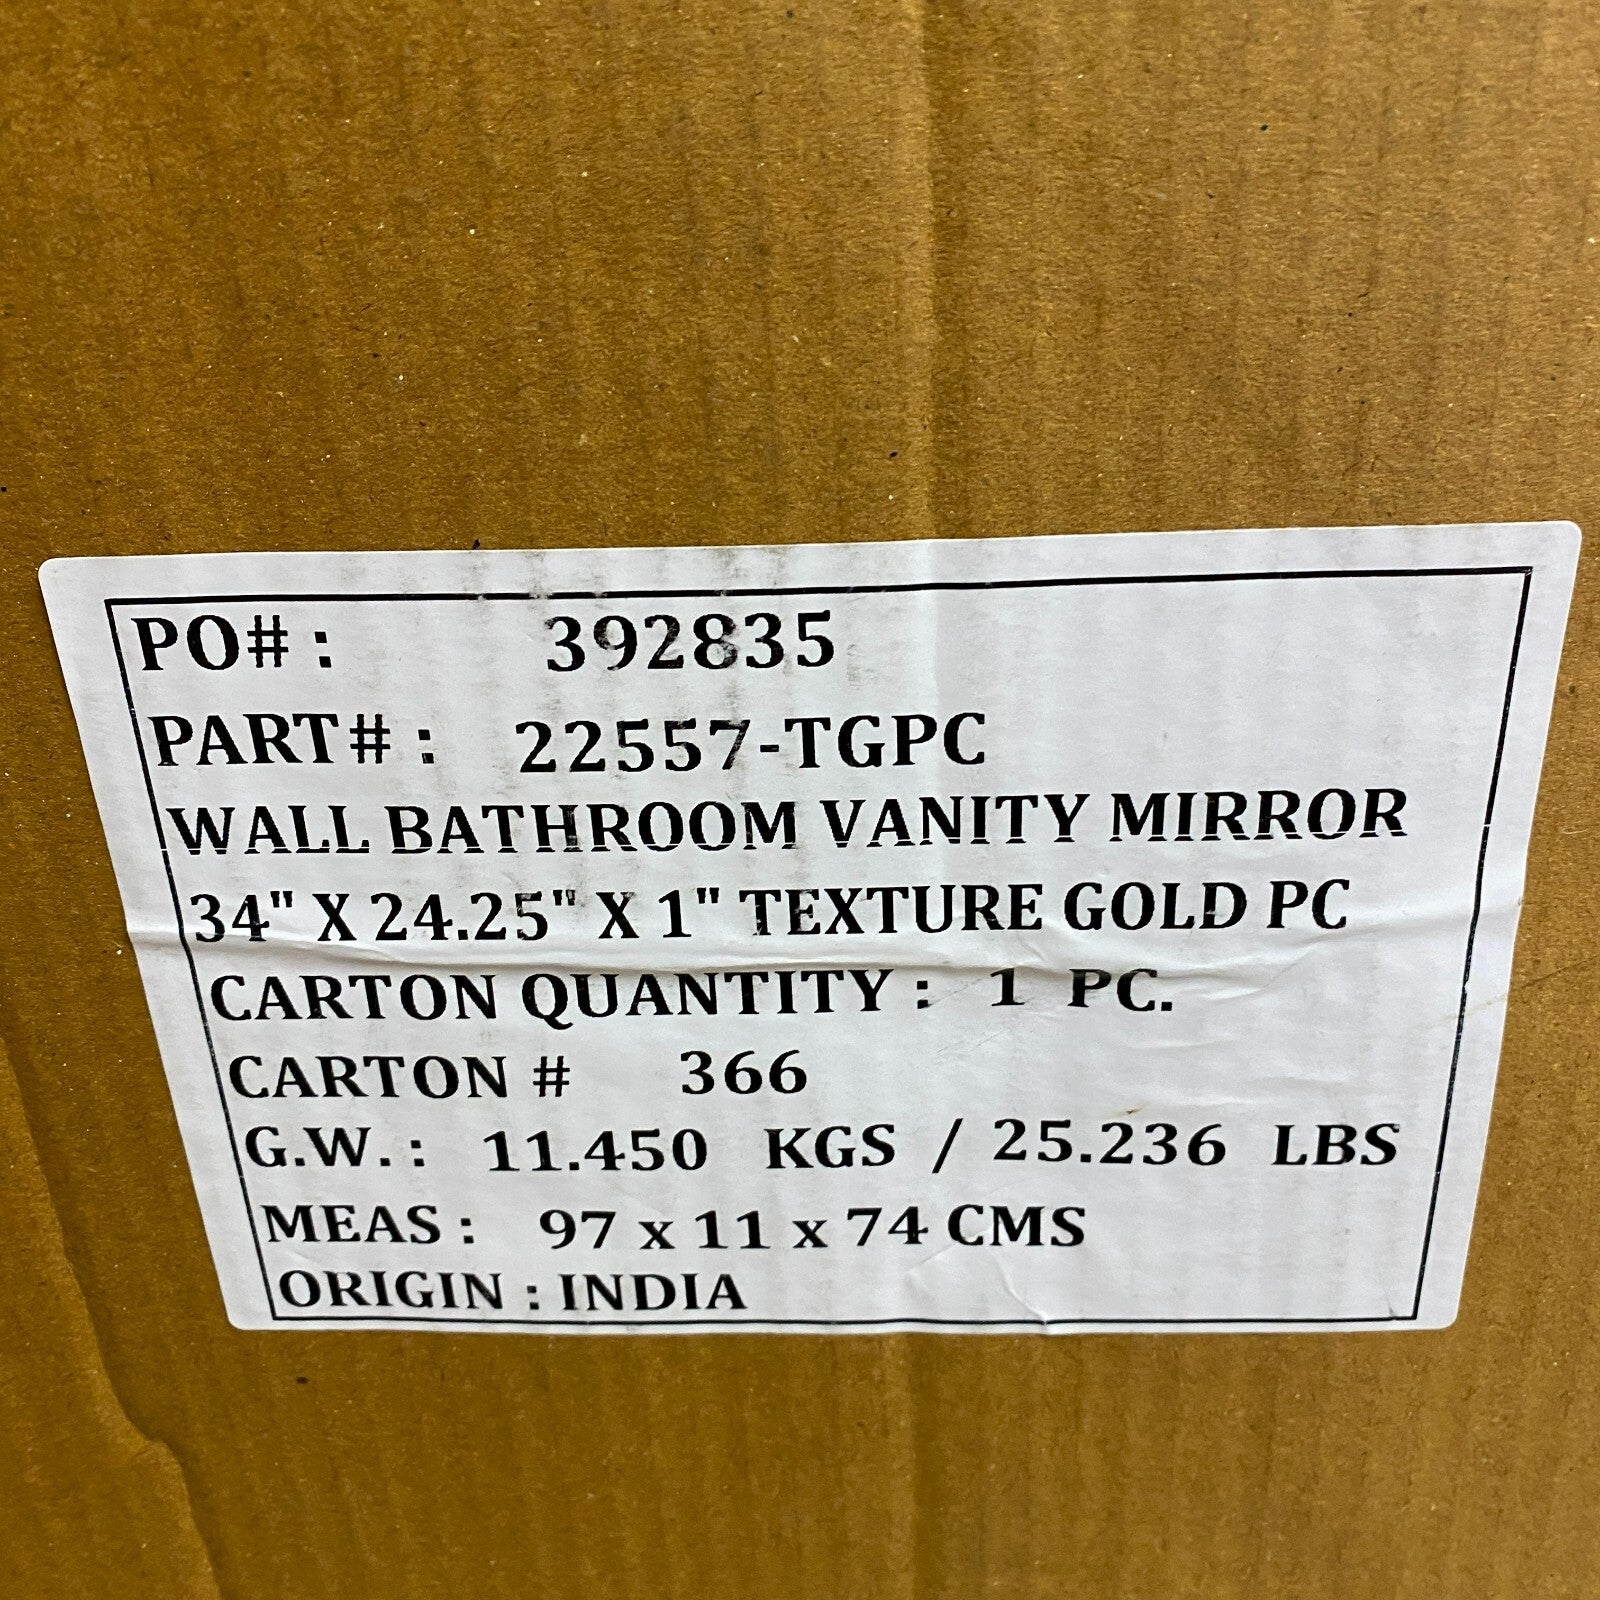 PO# : 392835
PART# : 22557-TGPC
WALL BATHROOM VANITY MIRROR
34" X 24.25" X 1" TEXTURE GOLD PC
CARTON QUANTITY : 1 PC.
CARTON # 366
G.W. : 11.450 KGS / 25.236 LBS
MEAS : 97 x 11 x 74 CMS
ORIGIN : INDIA